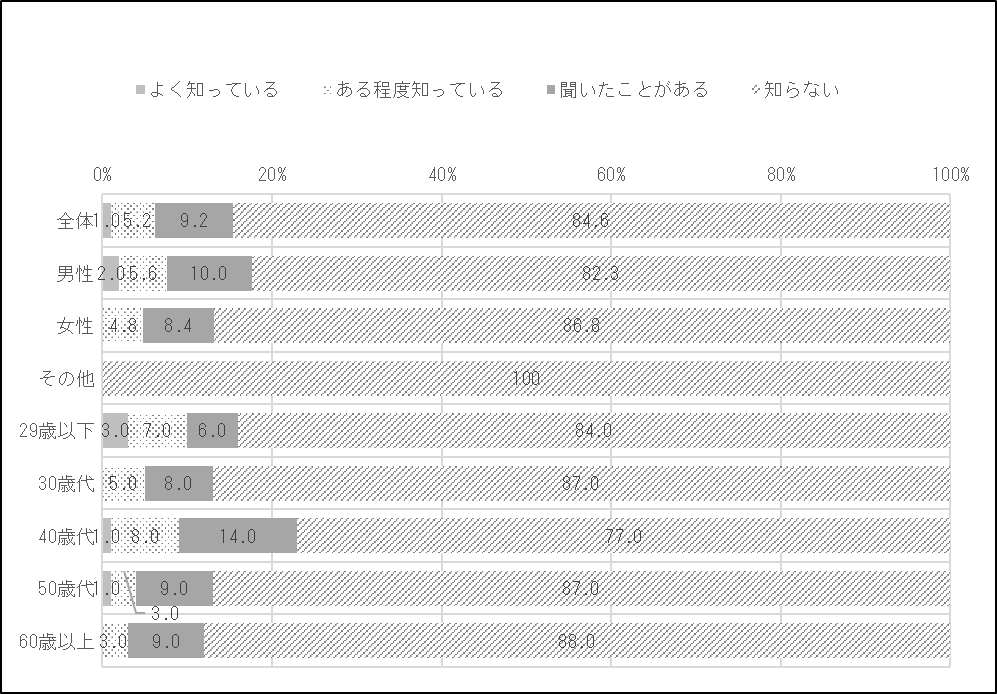 よく知っている ある程度知っている 聞いたことがある 知らない
0% 20% 40% 60% 80% 100%
全体 1.0 5.2 9.2 84.6
男性 2.0 5.6 10.0 82.3
女性 4.8 8.4 86.8
その他 100
29歳以下 3.0 7.0 6.0 84.0
30歳代 5.0 8.0 87.0
40歳代 1.0 8.0 14.0 77.0
50歳代 1.0 9.0 87.0
3.0
60歳以上 3.0 9.0 88.0